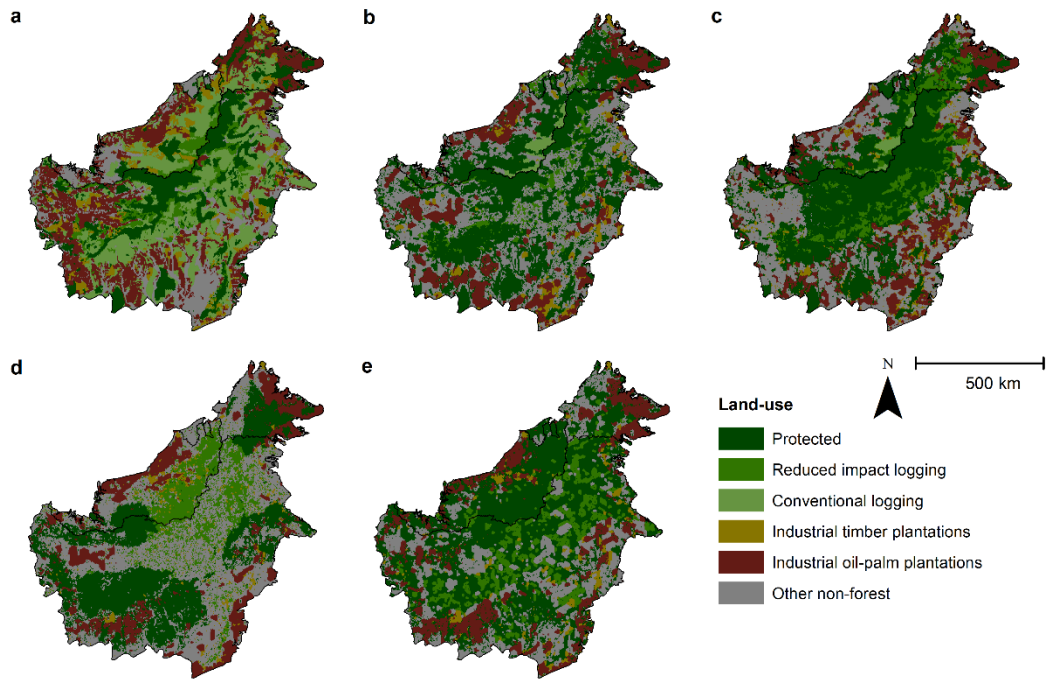 a
b
c
d
e
N
500 km
Land-use
Protected
Reduced impact logging
Conventional logging
Industrial timber plantations
Industrial oil-palm plantations
Other non-forest